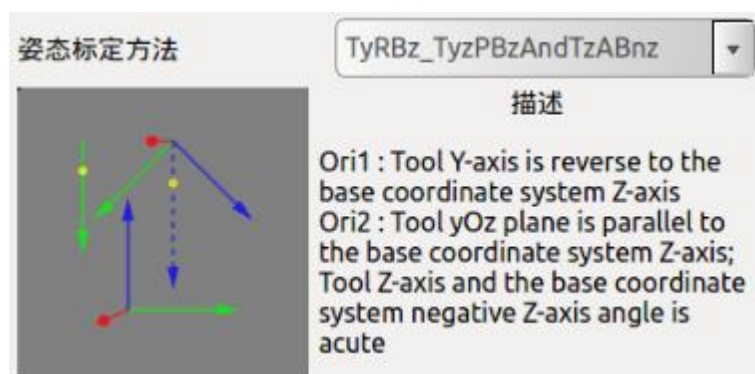 姿态标定方法
TyRBz_TyzPBzAndTzABnz
描述
Ori1 : Tool Y-axis is reverse to the
base coordinate system Z-axis
Ori2 : Tool yOz plane is parallel to
the base coordinate system Z-axis;
Tool Z-axis and the base coordinate
system negative Z-axis angle is
acute